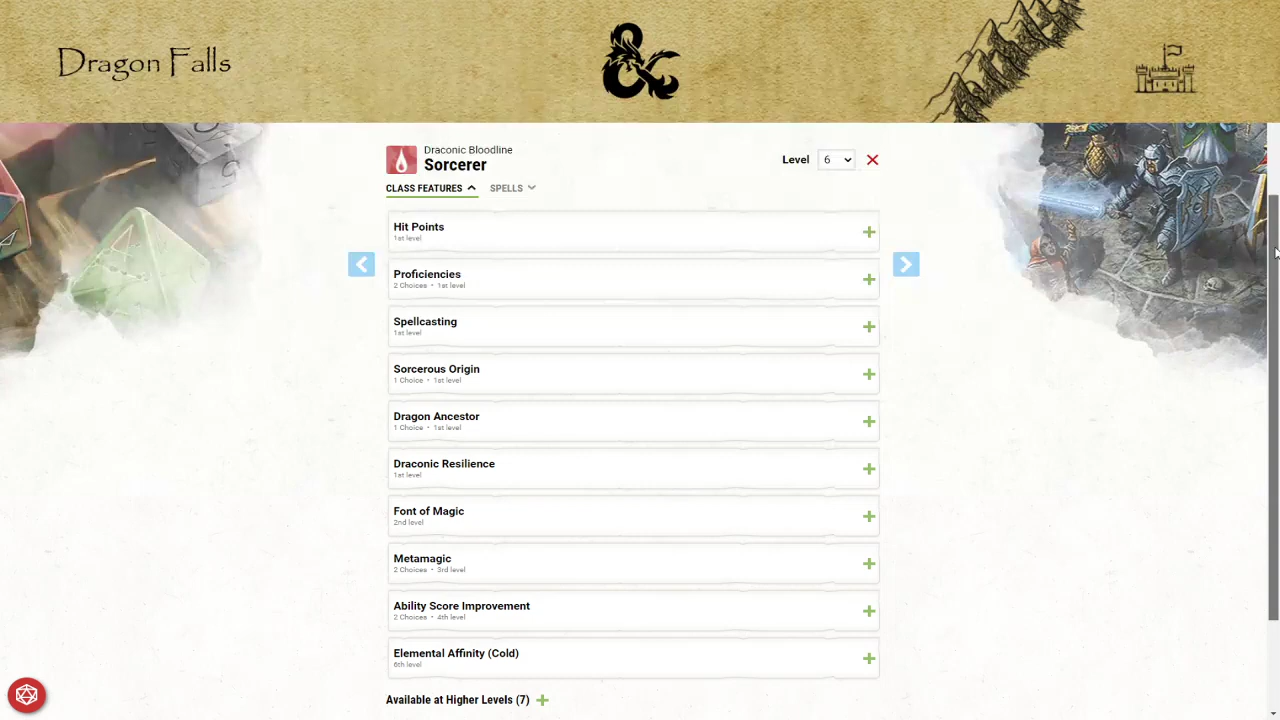 Dragon Falls
Draconic Bloodline
Sorcerer
Level 6
CLASS FEATURES SPELLS
Hit Points
1st level
Proficiencies
2 Choices • 1st level
Spellcasting
1st level
Sorcerous Origin
1 Choice • 1st level
Dragon Ancestor
1 Choice • 1st level
Draconic Resilience
1st level
Font of Magic
2nd level
Metamagic
2 Choices • 3rd level
Ability Score Improvement
2 Choices • 4th level
Elemental Affinity (Cold)
6th level
Available at Higher Levels (7)